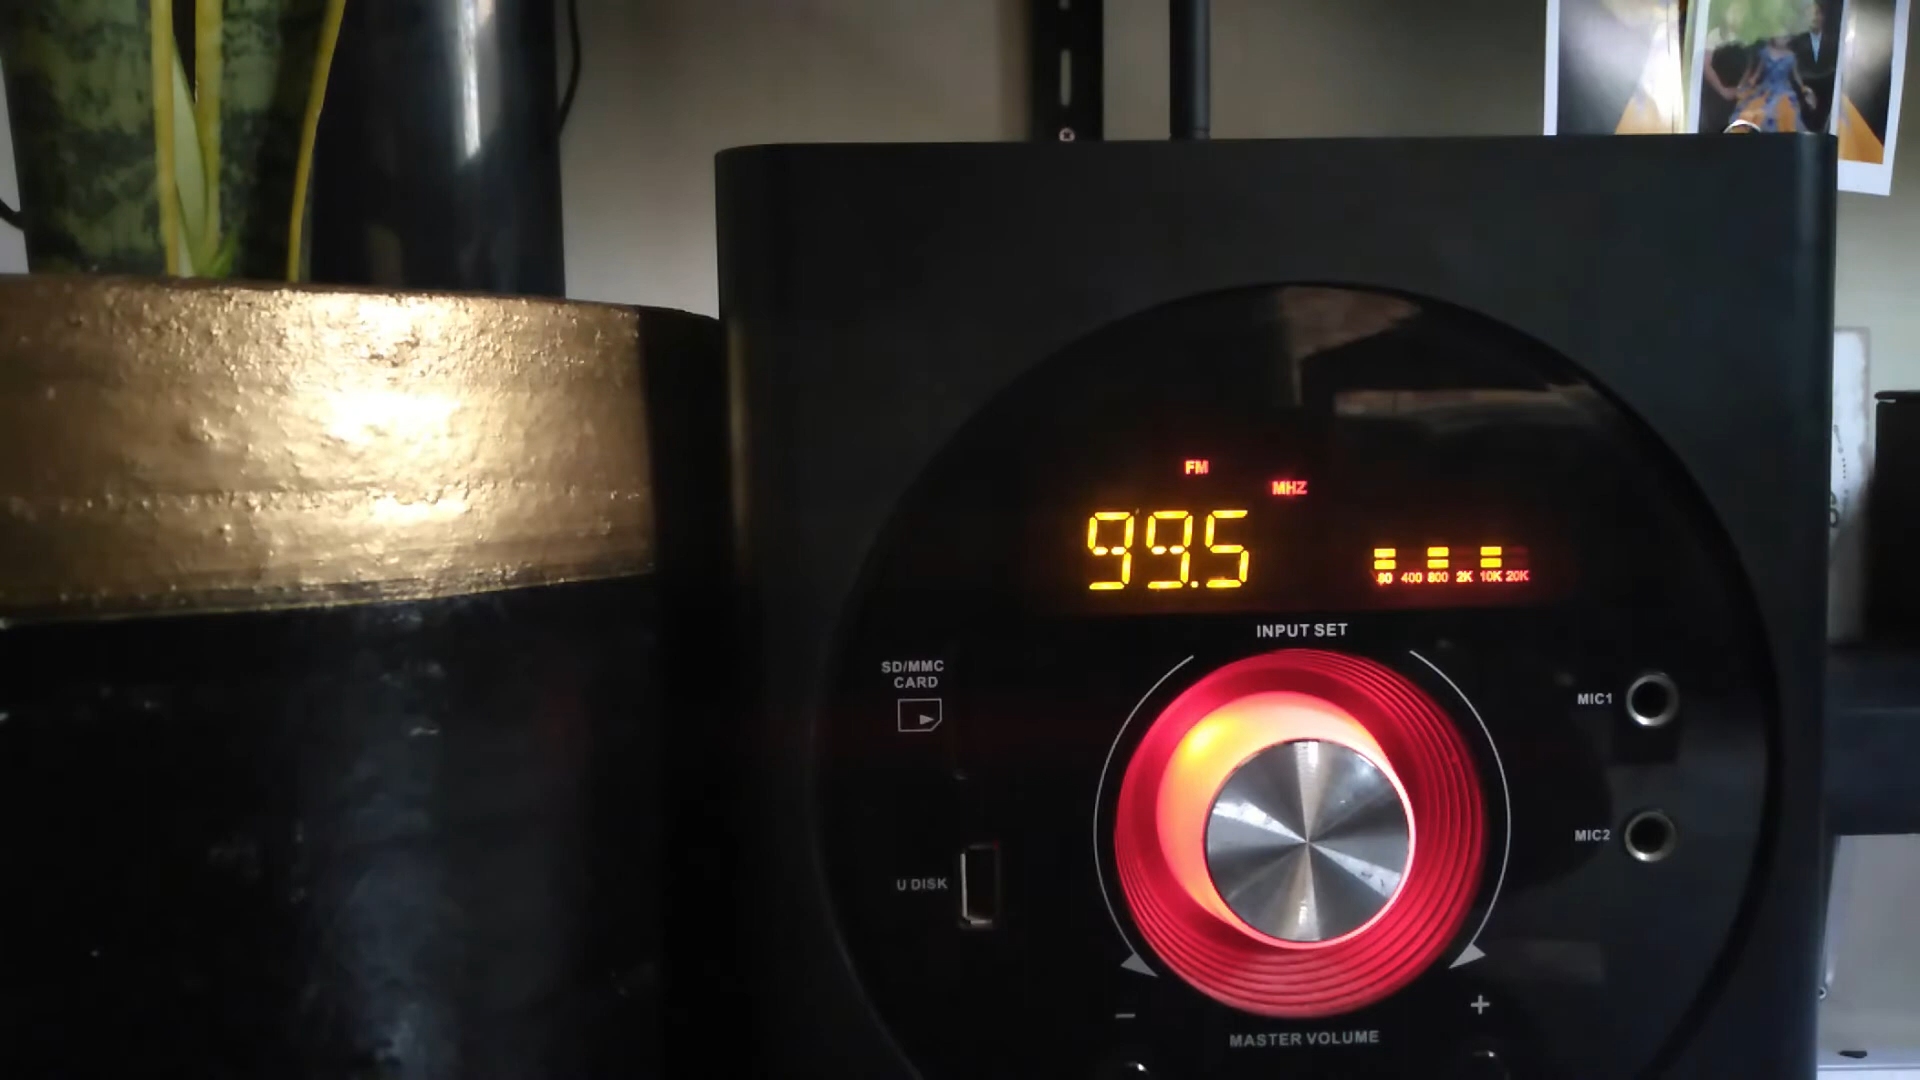 FM
MHZ
99.5
80 400 800 2K 10K 20K
INPUT SET
SD/MMC
CARD
MIC1
MIC2
U DISK
− +
MASTER VOLUME